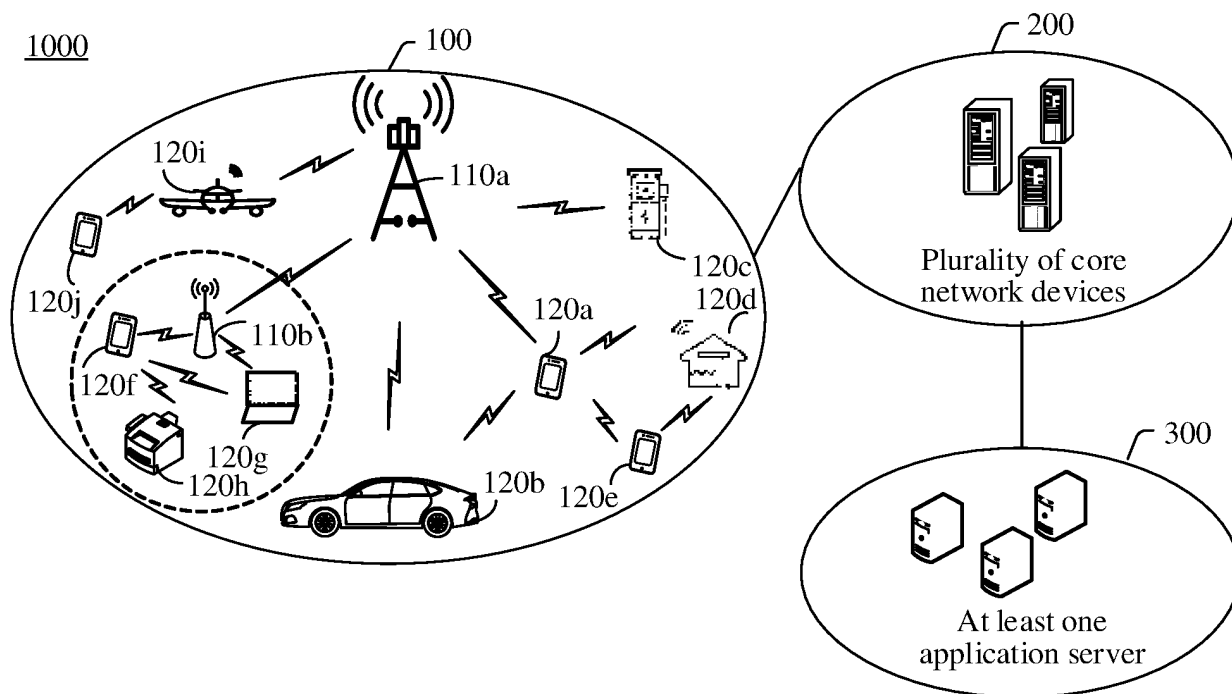 1000
100
200
120i
110a
120j
120c
120d
120a
110b
120f
120g
120h
120b
120e
Plurality of core
network devices
300
At least one
application server